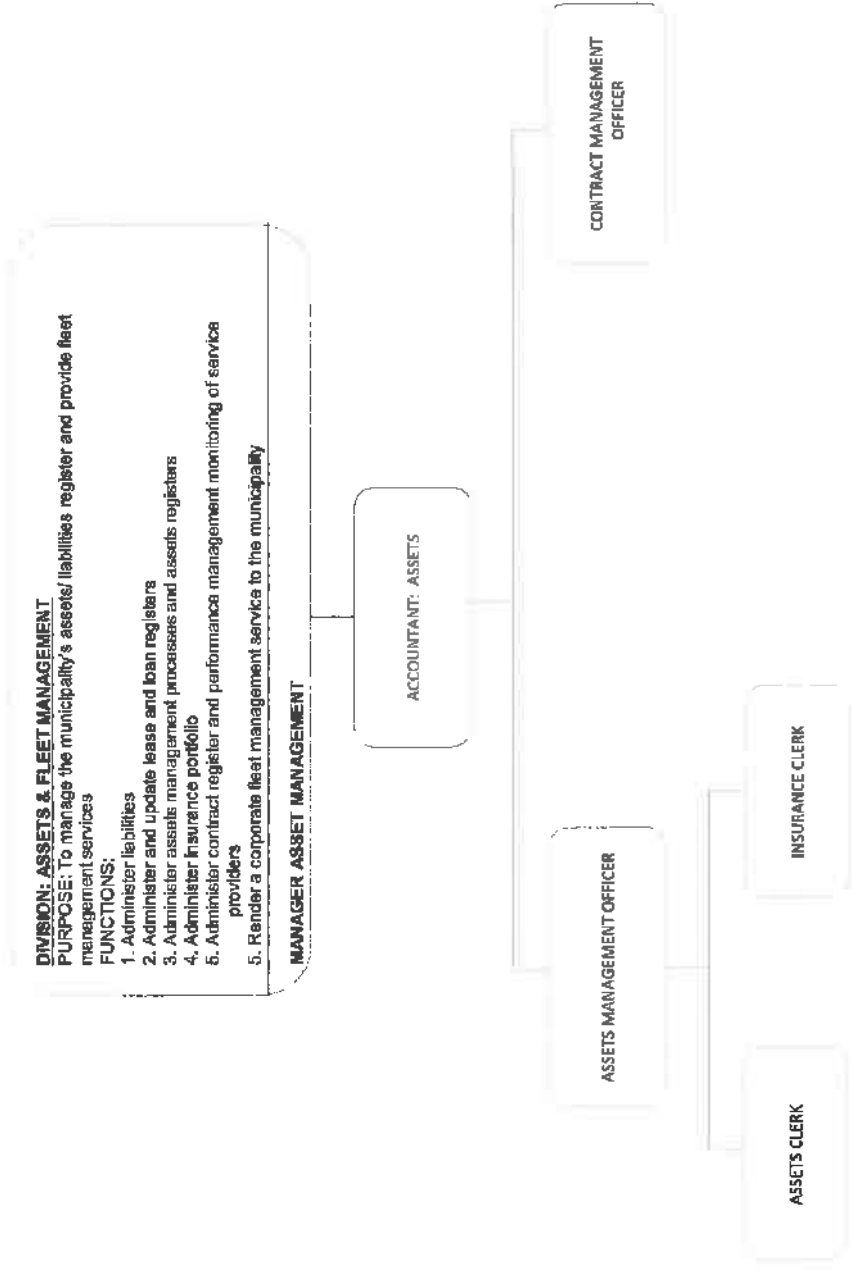 DIVISION: ASSETS & FLEET MANAGEMENT
PURPOSE: To manage the municipality's assets/ liabilities register and provide fleet
management services
FUNCTIONS:
1. Administer liabilities
2. Administer and update lease and loan registers
3. Administer assets management processes and assets registers
4. Administer insurance portfolio
5. Administer contract register and performance management monitoring of service
providers
5. Render a corporate fleet management service to the municipality
MANAGER ASSET MANAGEMENT
ACCOUNTANT: ASSETS
ASSETS MANAGEMENT OFFICER
CONTRACT MANAGEMENT
OFFICER
ASSETS CLERK
INSURANCE CLERK